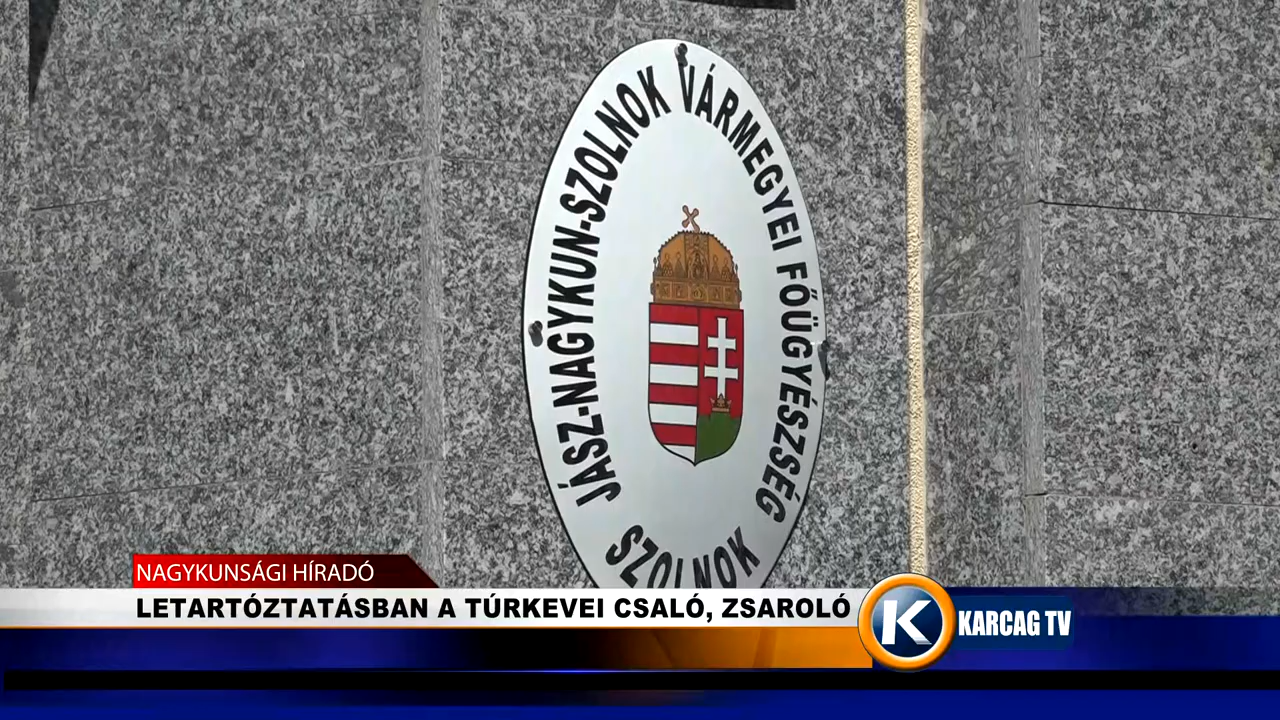 JÁSZ-NAGYKUN-SZOLNOK VÁRMEGYEI FŐÜGYÉSZSÉG
SZOLNOK
NAGYKUNSÁGI HÍRADÓ
LETARTÓZTATÁSBAN A TÚRKEVEI CSALÓ, ZSAROLÓ
K KARCAG TV